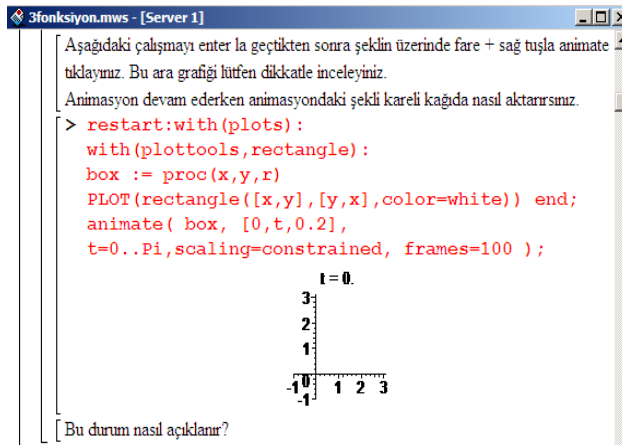 3fonksiyon.mws - [Server 1]
Aşağıdaki çalışmayı enter la geçtikten sonra şeklin üzerinde fare + sağ tuşla animate
tıklayınız. Bu ara grafiği lütfen dikkatle inceleyiniz.
Animasyon devam ederken animasyondaki şekli kareli kağıda nasıl aktarırsınız.
> restart:with(plots):
with(plottools,rectangle):
box := proc(x,y,r)
PLOT(rectangle([x,y],[y,x],color=white)) end;
animate( box, [0,t,0.2],
t=0..Pi,scaling=constrained, frames=100 );
t = 0.
3
2
1
-1 0 1 2 3
-1
Bu durum nasıl açıklanır?